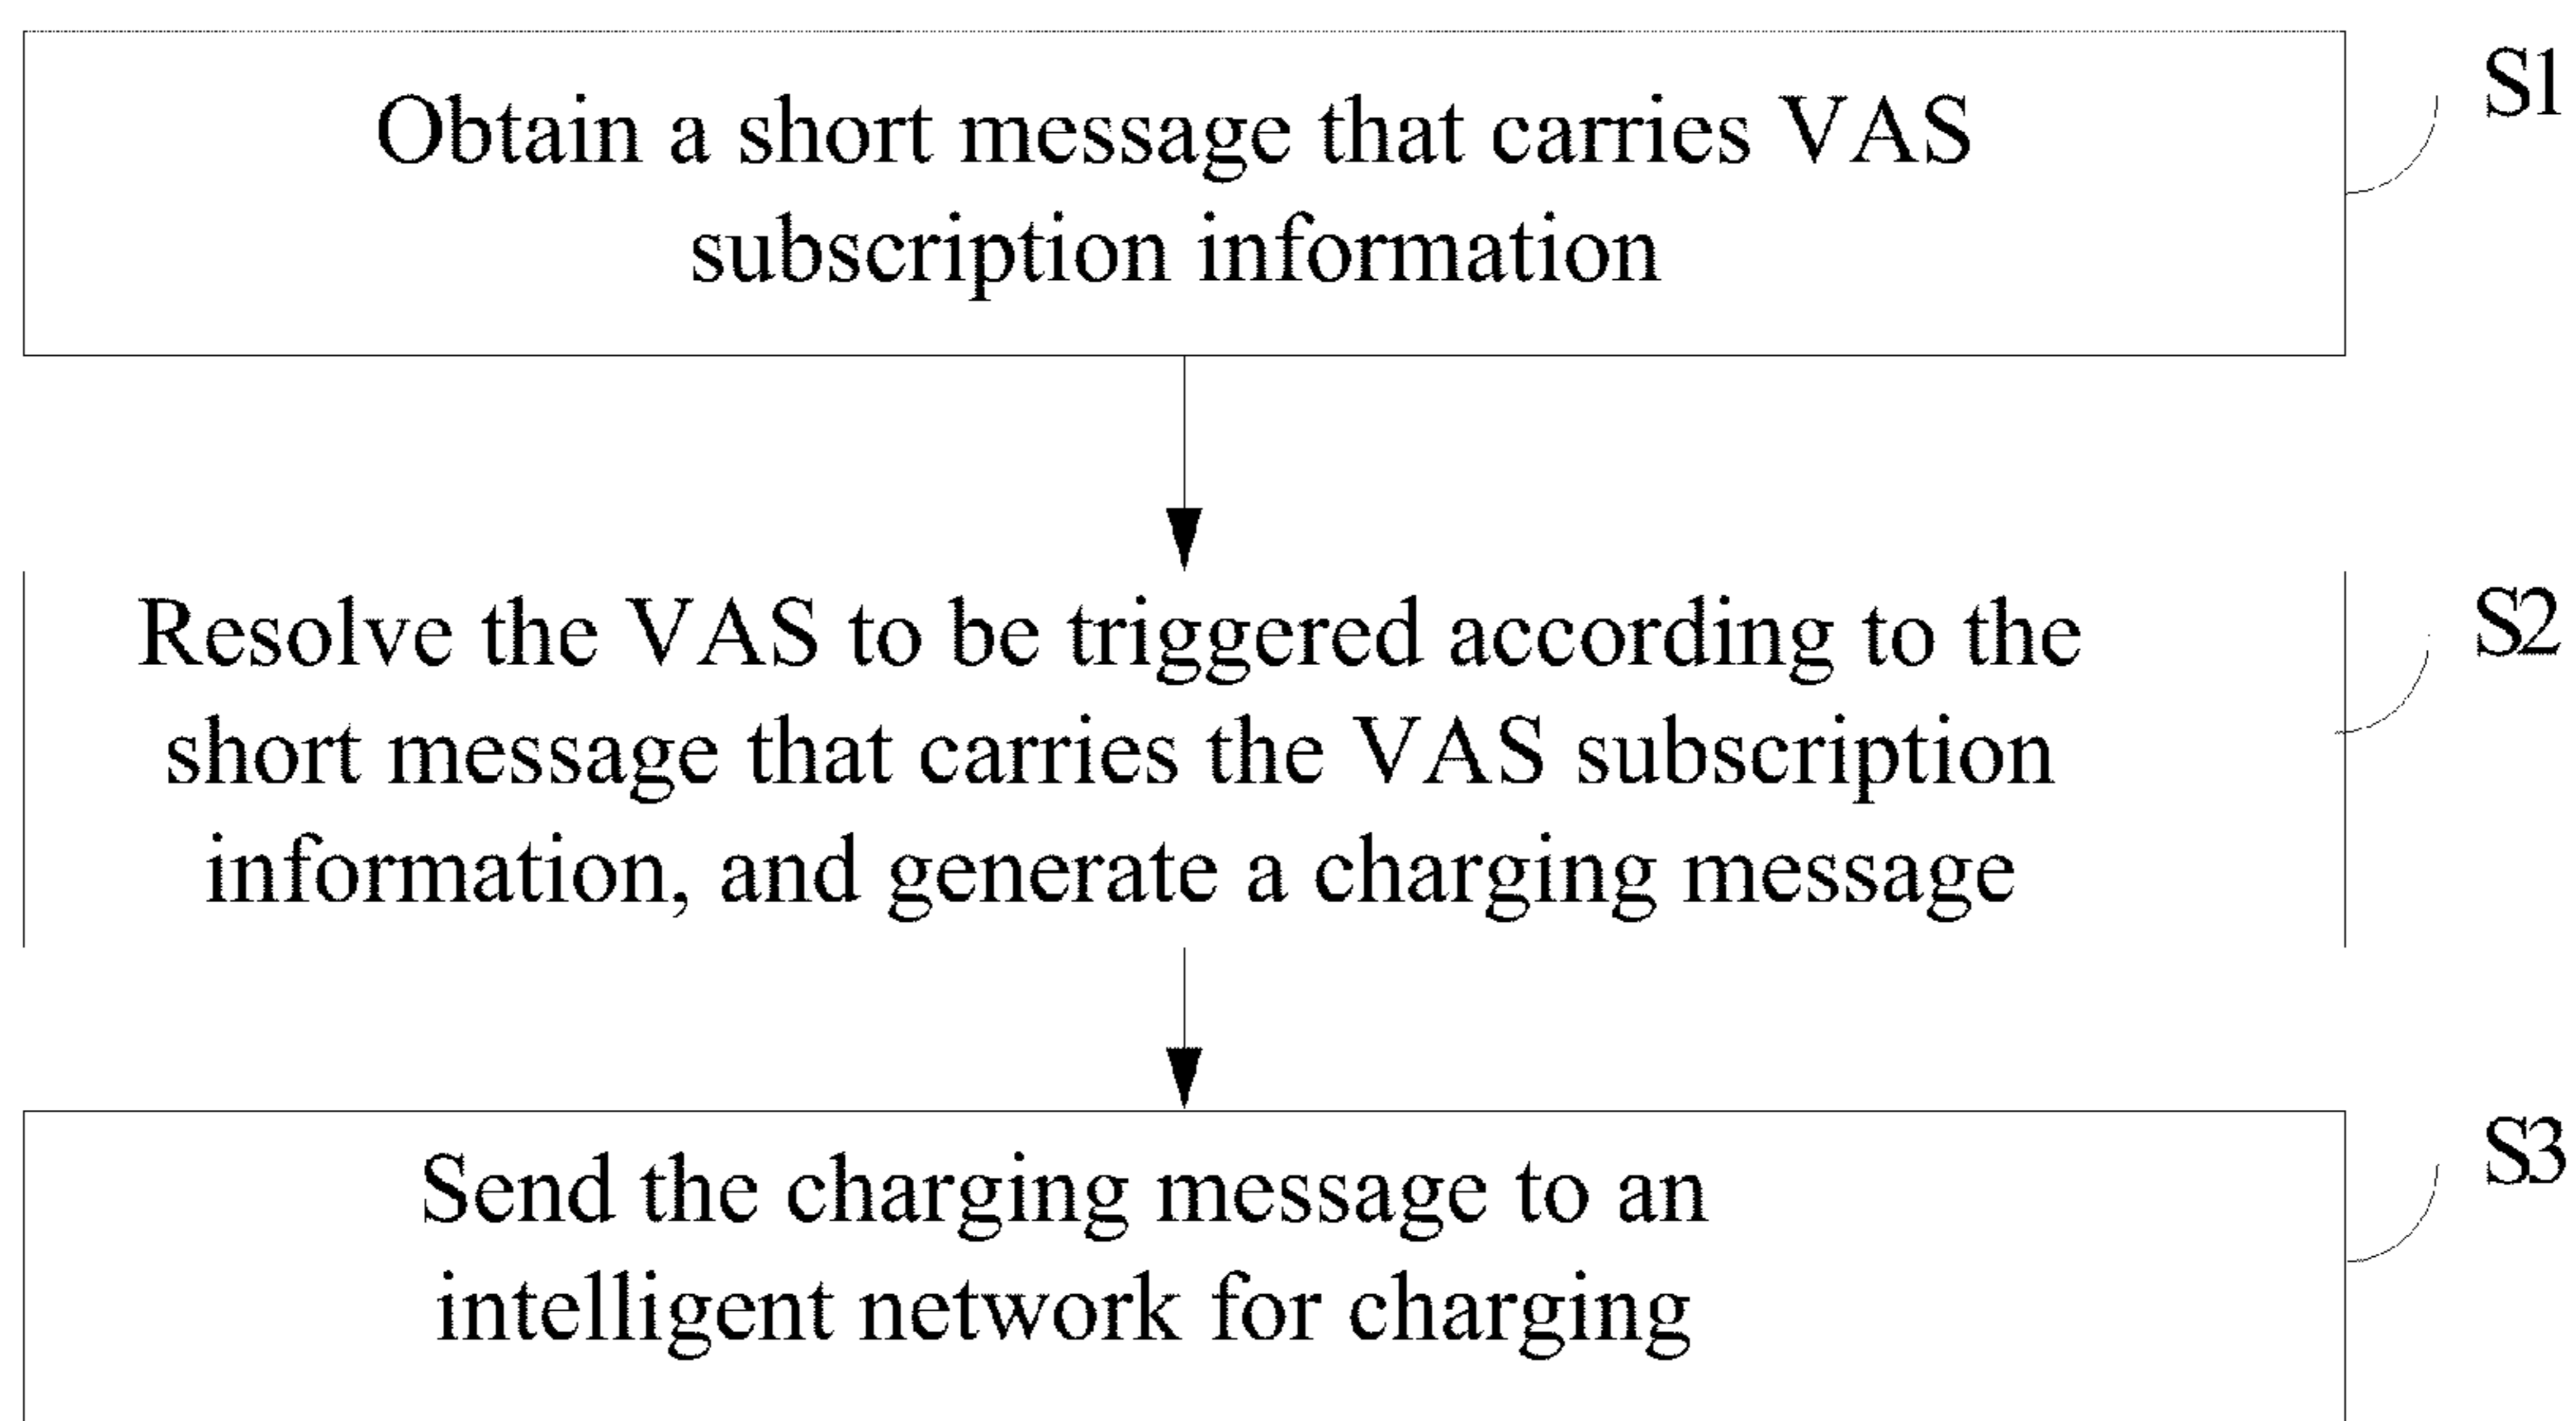 Obtain a short message that carries VAS
subscription information
S1
Resolve the VAS to be triggered according to the
short message that carries the VAS subscription
information, and generate a charging message
S2
Send the charging message to an
intelligent network for charging
S3